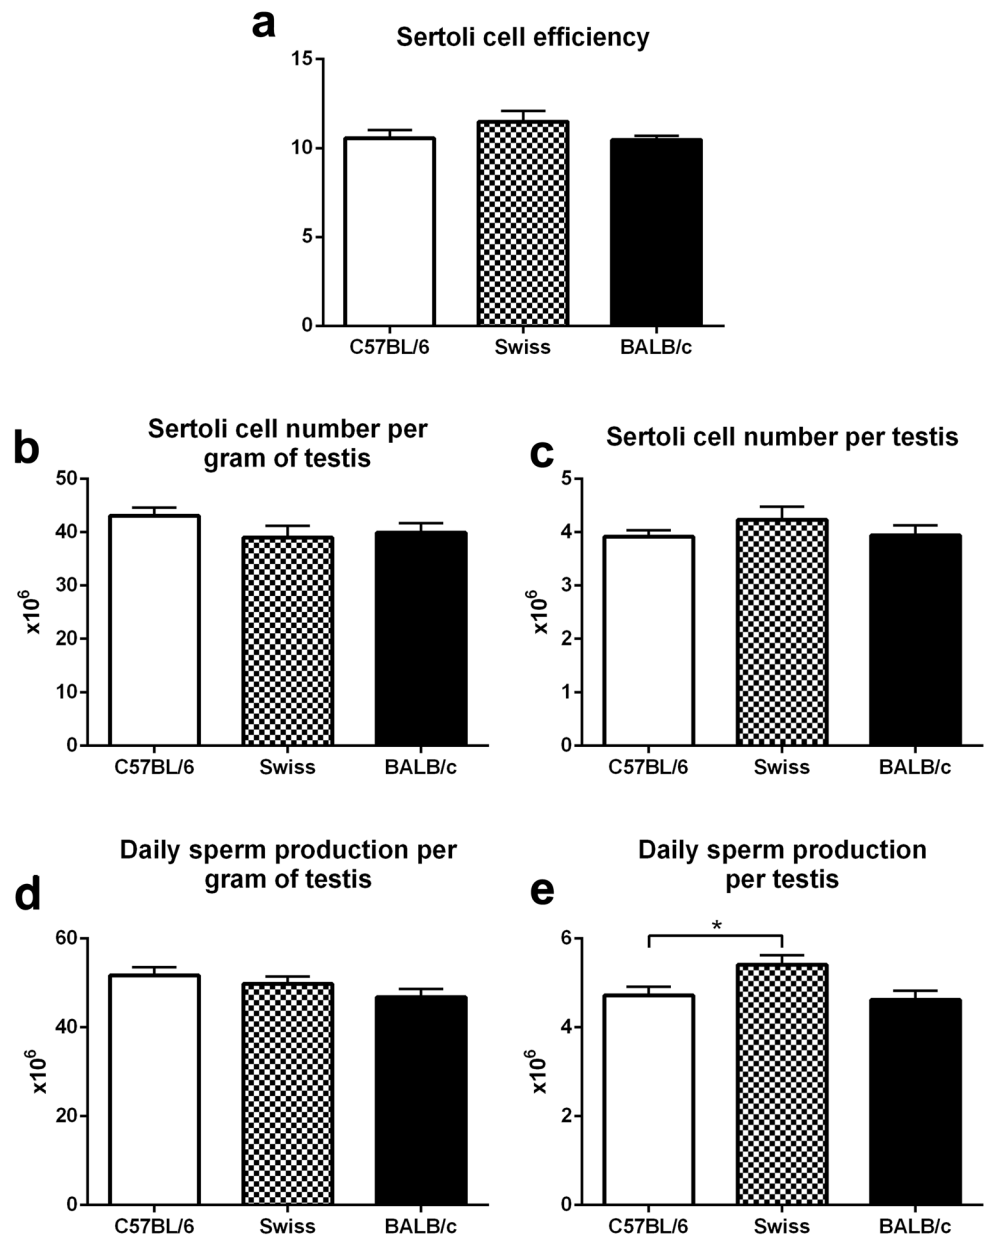 a
Sertoli cell efficiency
15
10
5
0
C57BL/6 Swiss BALB/c
b
Sertoli cell number per
gram of testis
50
40
30
20
10
0
x10⁶
C57BL/6 Swiss BALB/c
c
Sertoli cell number per testis
5
4
3
2
1
0
x10⁶
C57BL/6 Swiss BALB/c
d
Daily sperm production per
gram of testis
60
40
20
0
x10⁶
C57BL/6 Swiss BALB/c
e
Daily sperm production
per testis
*
6
4
2
0
x10⁶
C57BL/6 Swiss BALB/c